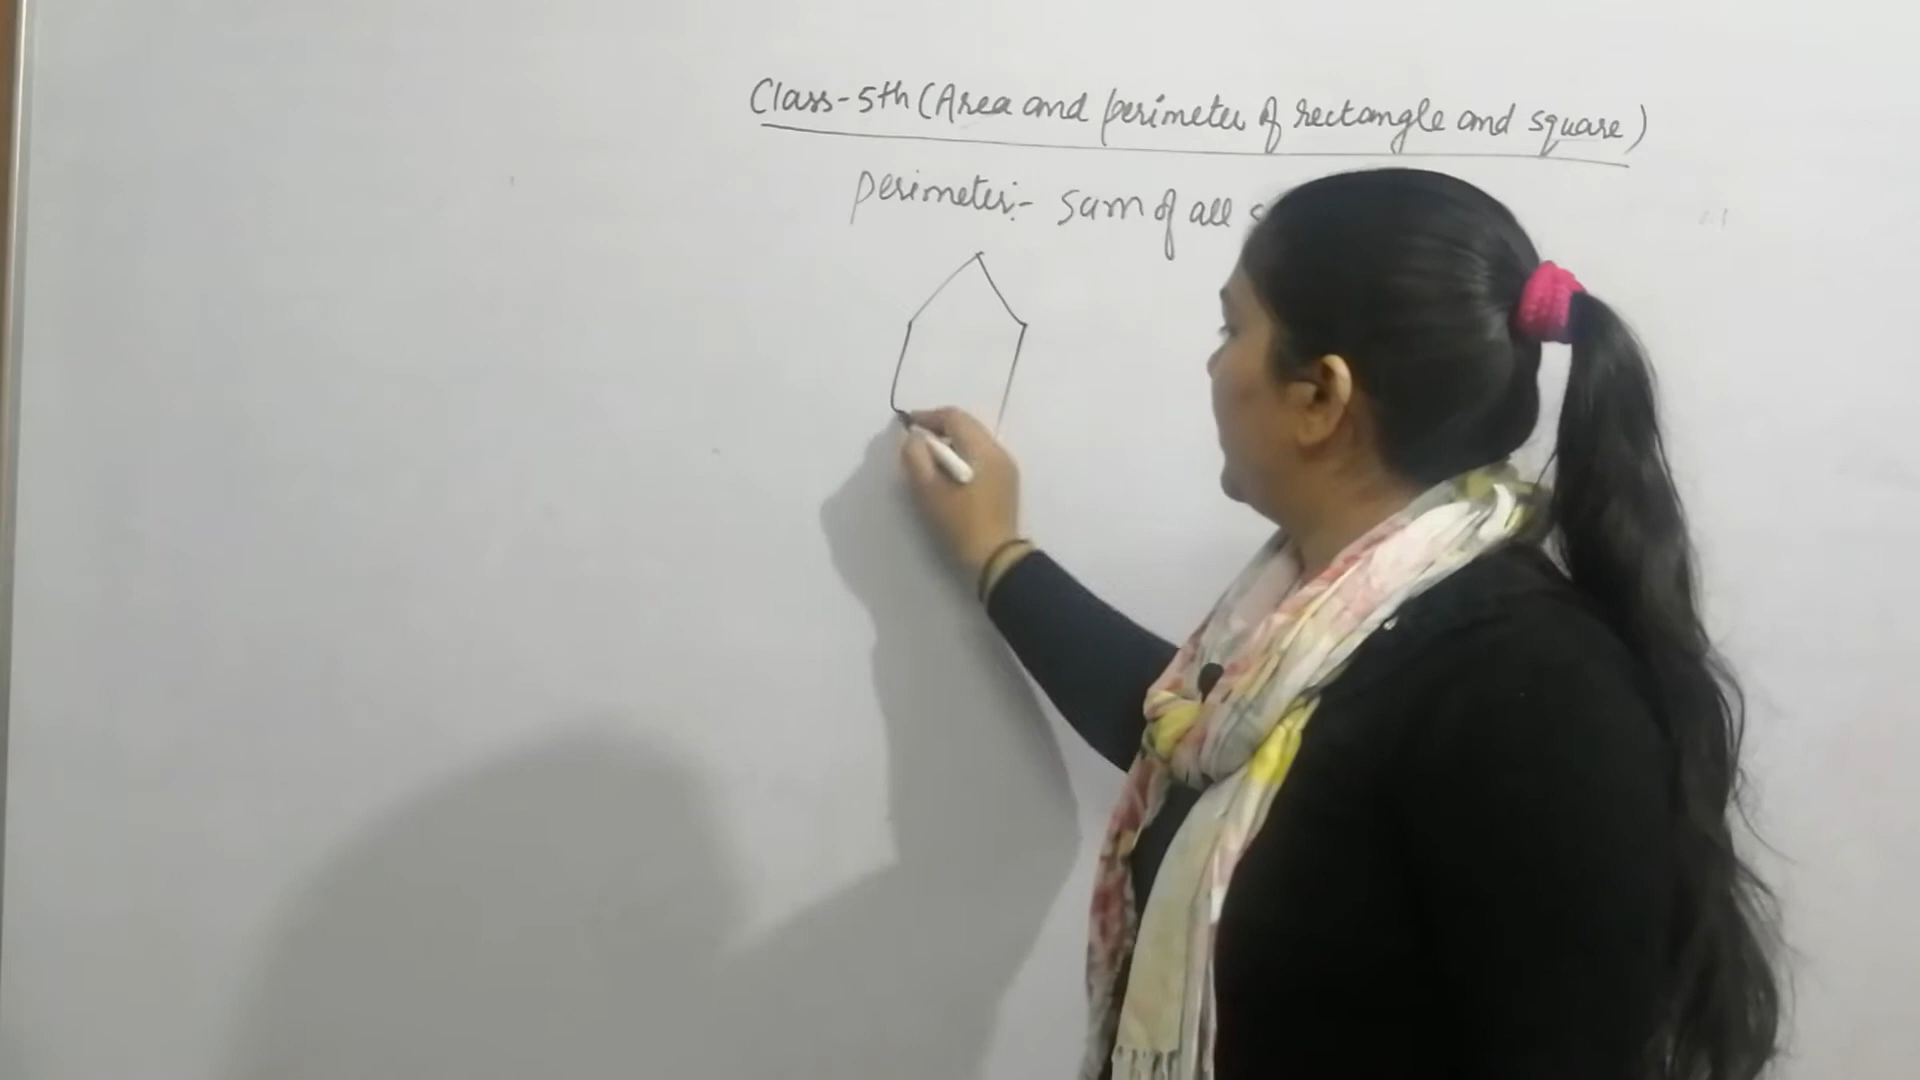 Class-5th (Area and perimeter of rectangle and square)
perimeter:- sum of all